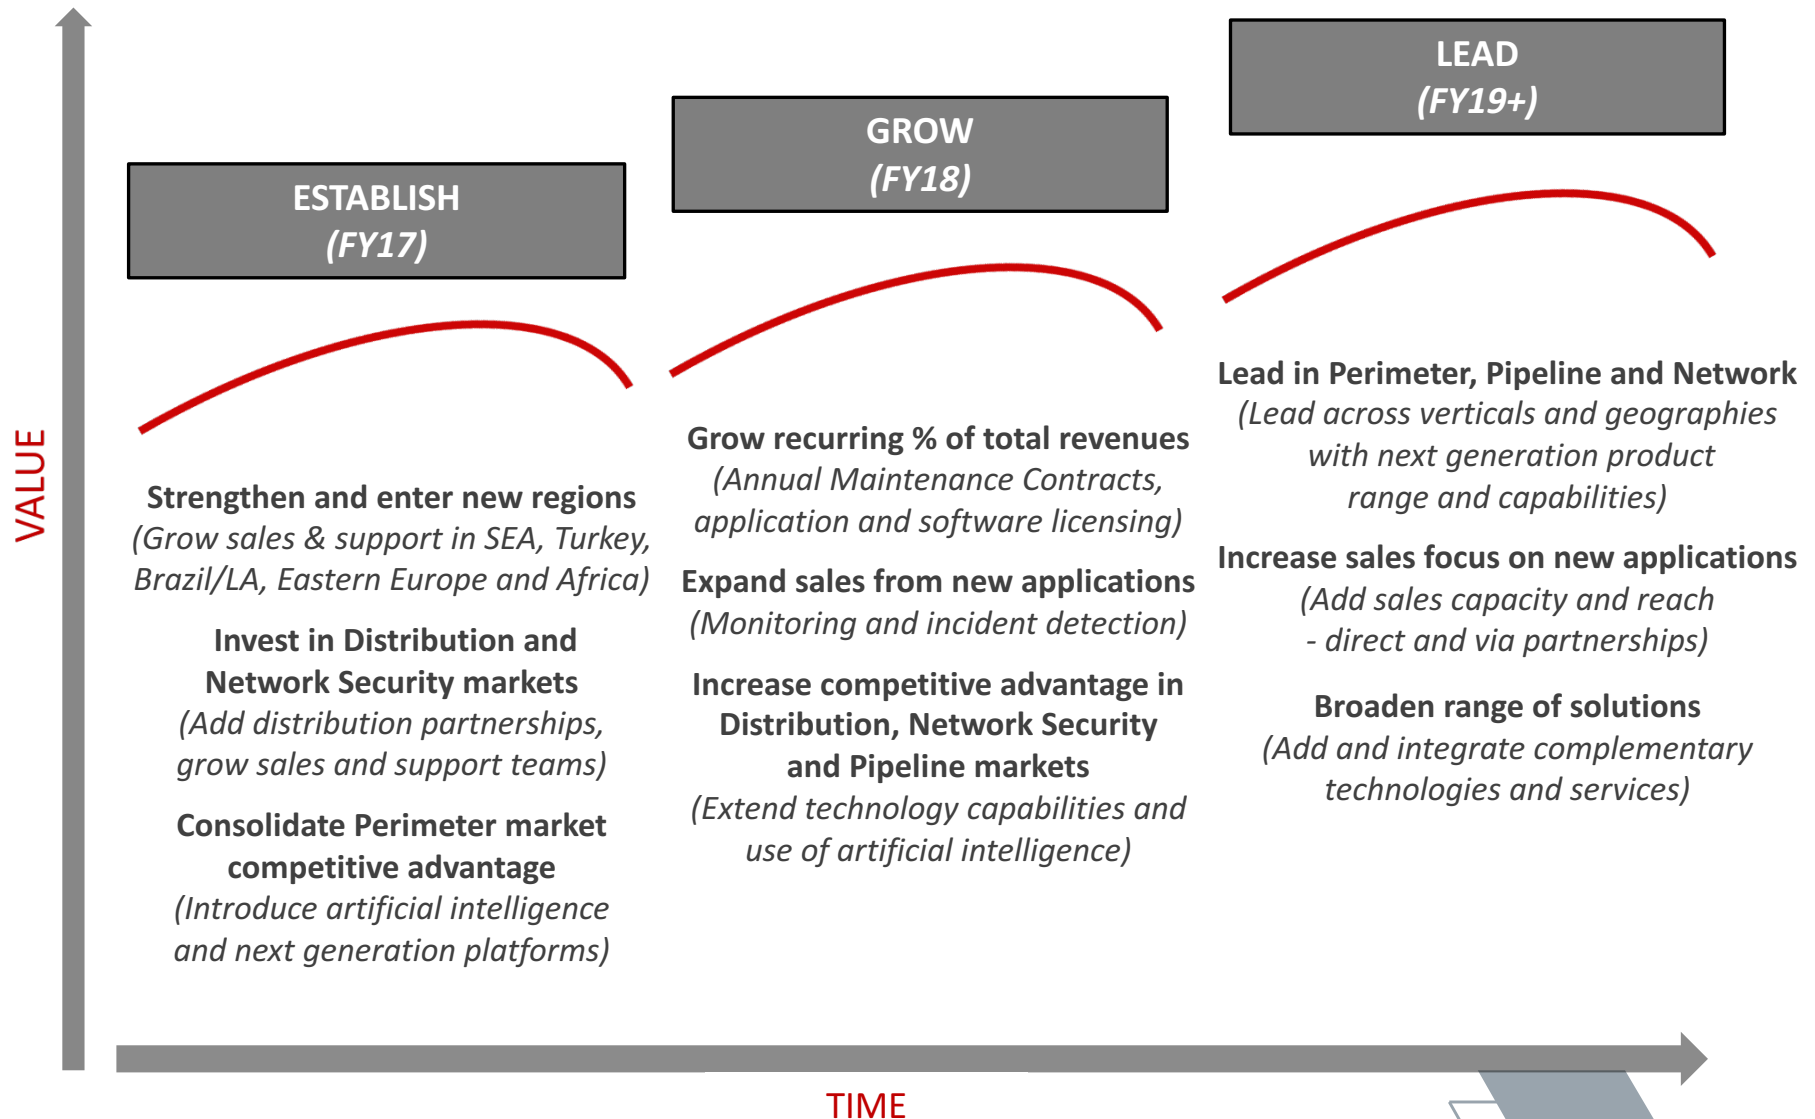 VALUE
ESTABLISH
(FY17)
Strengthen and enter new regions
(Grow sales & support in SEA, Turkey,
Brazil/LA, Eastern Europe and Africa)
Invest in Distribution and
Network Security markets
(Add distribution partnerships,
grow sales and support teams)
Consolidate Perimeter market
competitive advantage
(Introduce artificial intelligence
and next generation platforms)
GROW
(FY18)
Grow recurring % of total revenues
(Annual Maintenance Contracts,
application and software licensing)
Expand sales from new applications
(Monitoring and incident detection)
Increase competitive advantage in
Distribution, Network Security
and Pipeline markets
(Extend technology capabilities and
use of artificial intelligence)
LEAD
(FY19+)
Lead in Perimeter, Pipeline and Network
(Lead across verticals and geographies
with next generation product
range and capabilities)
Increase sales focus on new applications
(Add sales capacity and reach
- direct and via partnerships)
Broaden range of solutions
(Add and integrate complementary
technologies and services)
TIME